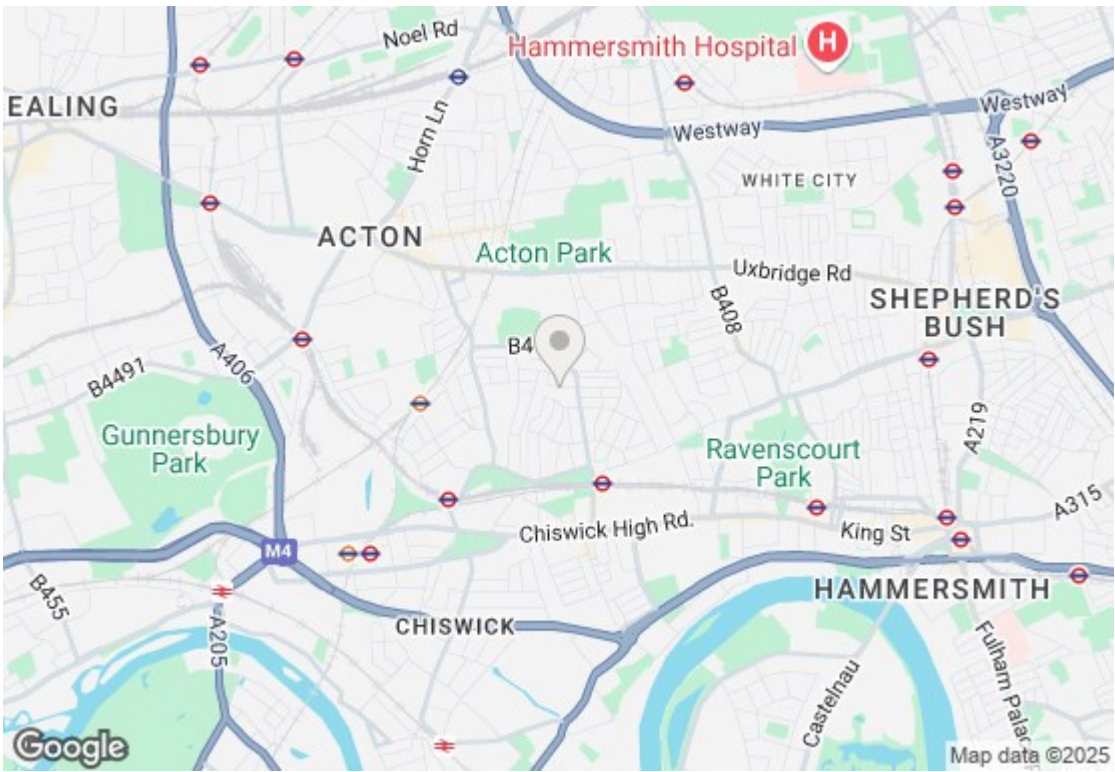 Noel Rd
Hammersmith Hospital
H
EALING
Horn Ln
Westway
Westway
A3220
WHITE CITY
ACTON
Acton Park
Uxbridge Rd
SHEPHERD'S
BUSH
B408
B4
A406
B4491
Gunnersbury
Park
Ravenscourt
Park
A219
A315
Chiswick High Rd.
King St
M4
B455
A205
CHISWICK
HAMMERSMITH
Castelnau
Fulham Palac
Google
Map data ©2025